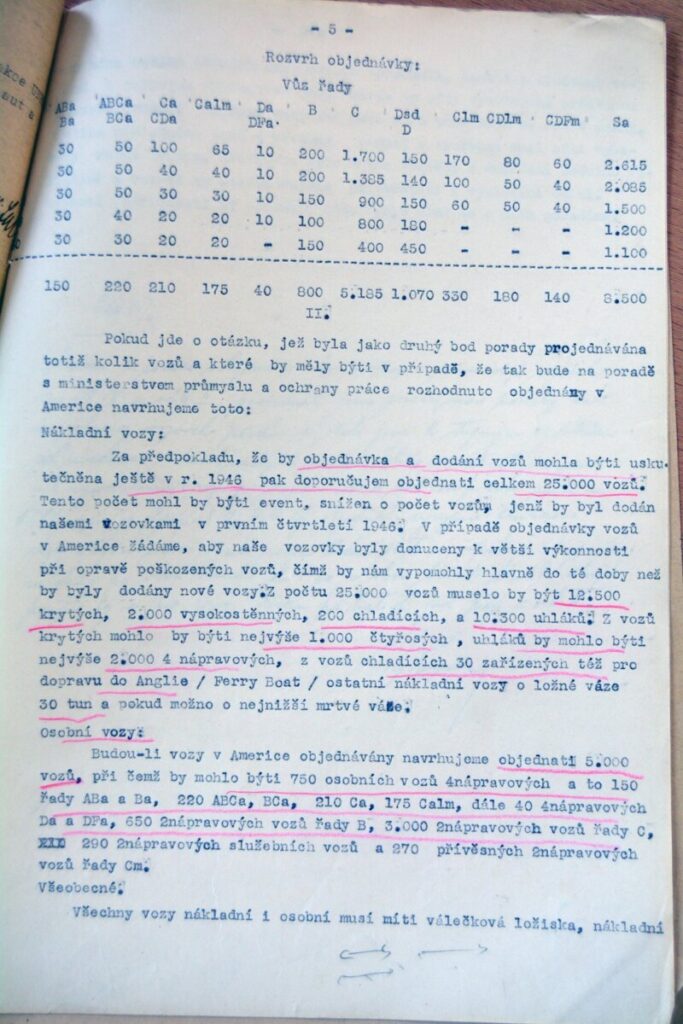 - 5 -
Rozvrh objednávky:
Vůz řady
ABa ABCa Ca Calm Da B C Dsd Clm CDlm CDFm Sa
Ba BCa CDa DFa. D
30 50 100 65 10 200 1.700 150 170 80 60 2.615
30 50 40 40 10 200 1.385 140 100 50 40 2.085
30 50 30 30 10 150 900 150 60 50 40 1.500
30 40 20 20 10 100 800 180 - - - 1.200
30 30 20 20 - 150 400 450 - - - 1.100
150 220 210 175 40 800 5.185 1.070 330 180 140 8.500
II.
Pokud jde o otázku, jež byla jako druhý bod porady projednávána
totiž kolik vozů a které by měly býti v případě, že tak bude na poradě
s ministerstvom průmyslu a ochrany práce rozhodnuto objednány v
Americe navrhujeme toto:
Nákladní vozy:
Za předpokladu, že by objednávka a dodání vozů mohla býti usku-
tečněna ještě v r. 1946 pak doporučujem objednati celkem 25.000 vozů.
Tento počet mohl by býti event, snížen o počet vozům, jenž by byl dodán
našemi vozovkami v prvním čtvrtletí 1946. V případě objednávky vozů
v Americe žádáme, aby naše vozovky byly donuceny k větší výkonnosti
při opravě poškozených vozů, čímž by nám vypomohly hlavně do té doby než
by byly dodány nové vozy.Z počtu 25.000 vozů muselo by být 12.500
krytých, 2.000 vysokostěnných, 200 chladících, a 10.300 uhláků. Z vozů
krytých mohlo by býti nejvýše 1.000 čtyřosých , uhláků by mohlo býti
nejvýše 2.000 4 nápravových, z vozů chladících 30 zařízených též pro
dopravu do Anglie / Ferry Boat / ostatní nákladní vozy o ložné váze
30 tun a pokud možno o nejnižší mrtvé váze.
Osobní vozy:
Budou-li vozy v Americe objednávány navrhujeme objednati 5.000
vozů, při čemž by mohlo býti 750 osobních vozů 4nápravových a to 150
řady ABa a Ba, 220 ABCa, BCa, 210 Ca, 175 Calm, dále 40 4nápravových
Da a DFa, 650 2nápravových vozů řady B, 3.000 2nápravových vozů řady C,
290 2nápravových služebních vozů a 270 přívěsných 2nápravových
vozů řady Cm.
Všeobecné.
Všechny vozy nákladní i osobní musí míti válečková ložiska, nákladní